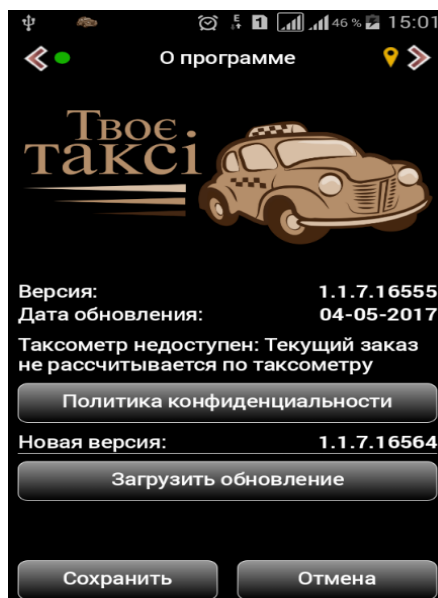 E 1 46 % 15:01
О программе
Твоє
таксі
Версия: 1.1.7.16555
Дата обновления: 04-05-2017
Таксометр недоступен: Текущий заказ
не рассчитывается по таксометру
Политика конфиденциальности
Новая версия: 1.1.7.16564
Загрузить обновление
Сохранить Отмена